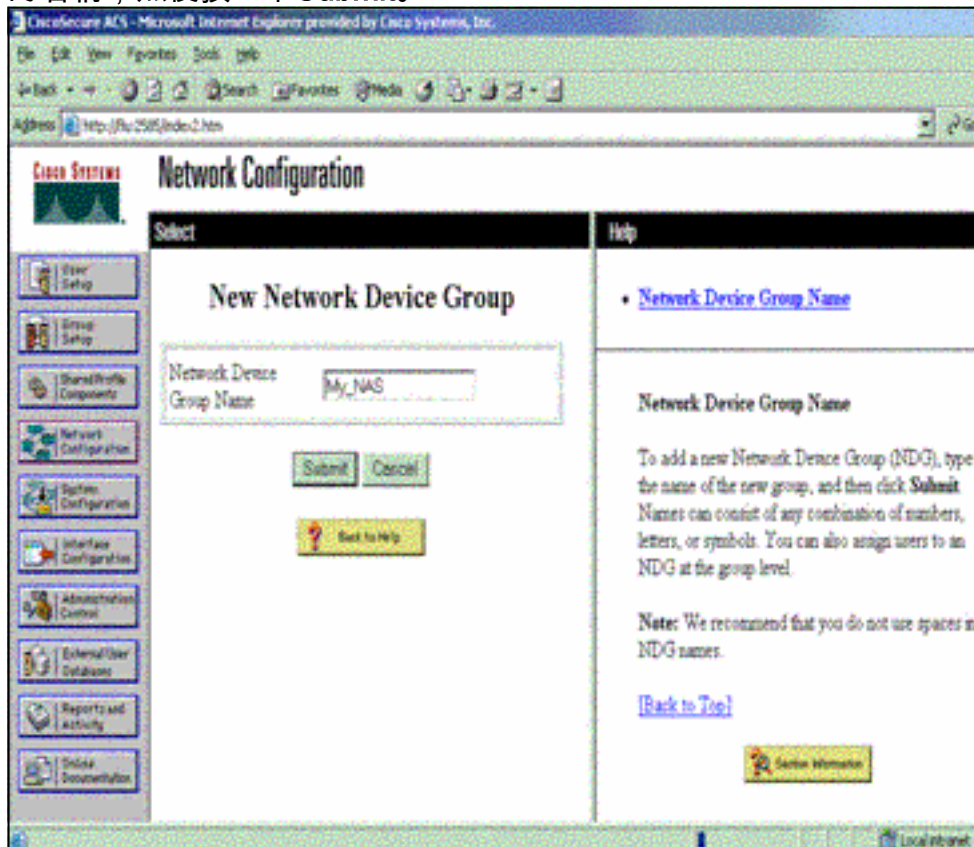 CiscoSecure ACS - Microsoft Internet Explorer provided by Cisco Systems, Inc.
File Edit View Favorites Tools Help
Back Search Favorites Media
Address
Cisco Systems
Network Configuration
Select
Help
User Setup
Group Setup
Shared Profile Components
Network Configuration
System Configuration
Interface Configuration
Administration Control
External User Databases
Reports and Activity
Online Documentation
New Network Device Group
Network Device Group Name
My_NAS
Submit Cancel
Back to Help
• Network Device Group Name
Network Device Group Name
To add a new Network Device Group (NDG), type
the name of the new group, and then click Submit
Names can consist of any combination of numbers,
letters, or symbols. You can also assign users to an
NDG at the group level.
Note: We recommend that you do not use spaces in
NDG names.
[Back to Top]
Section Information
Local intranet